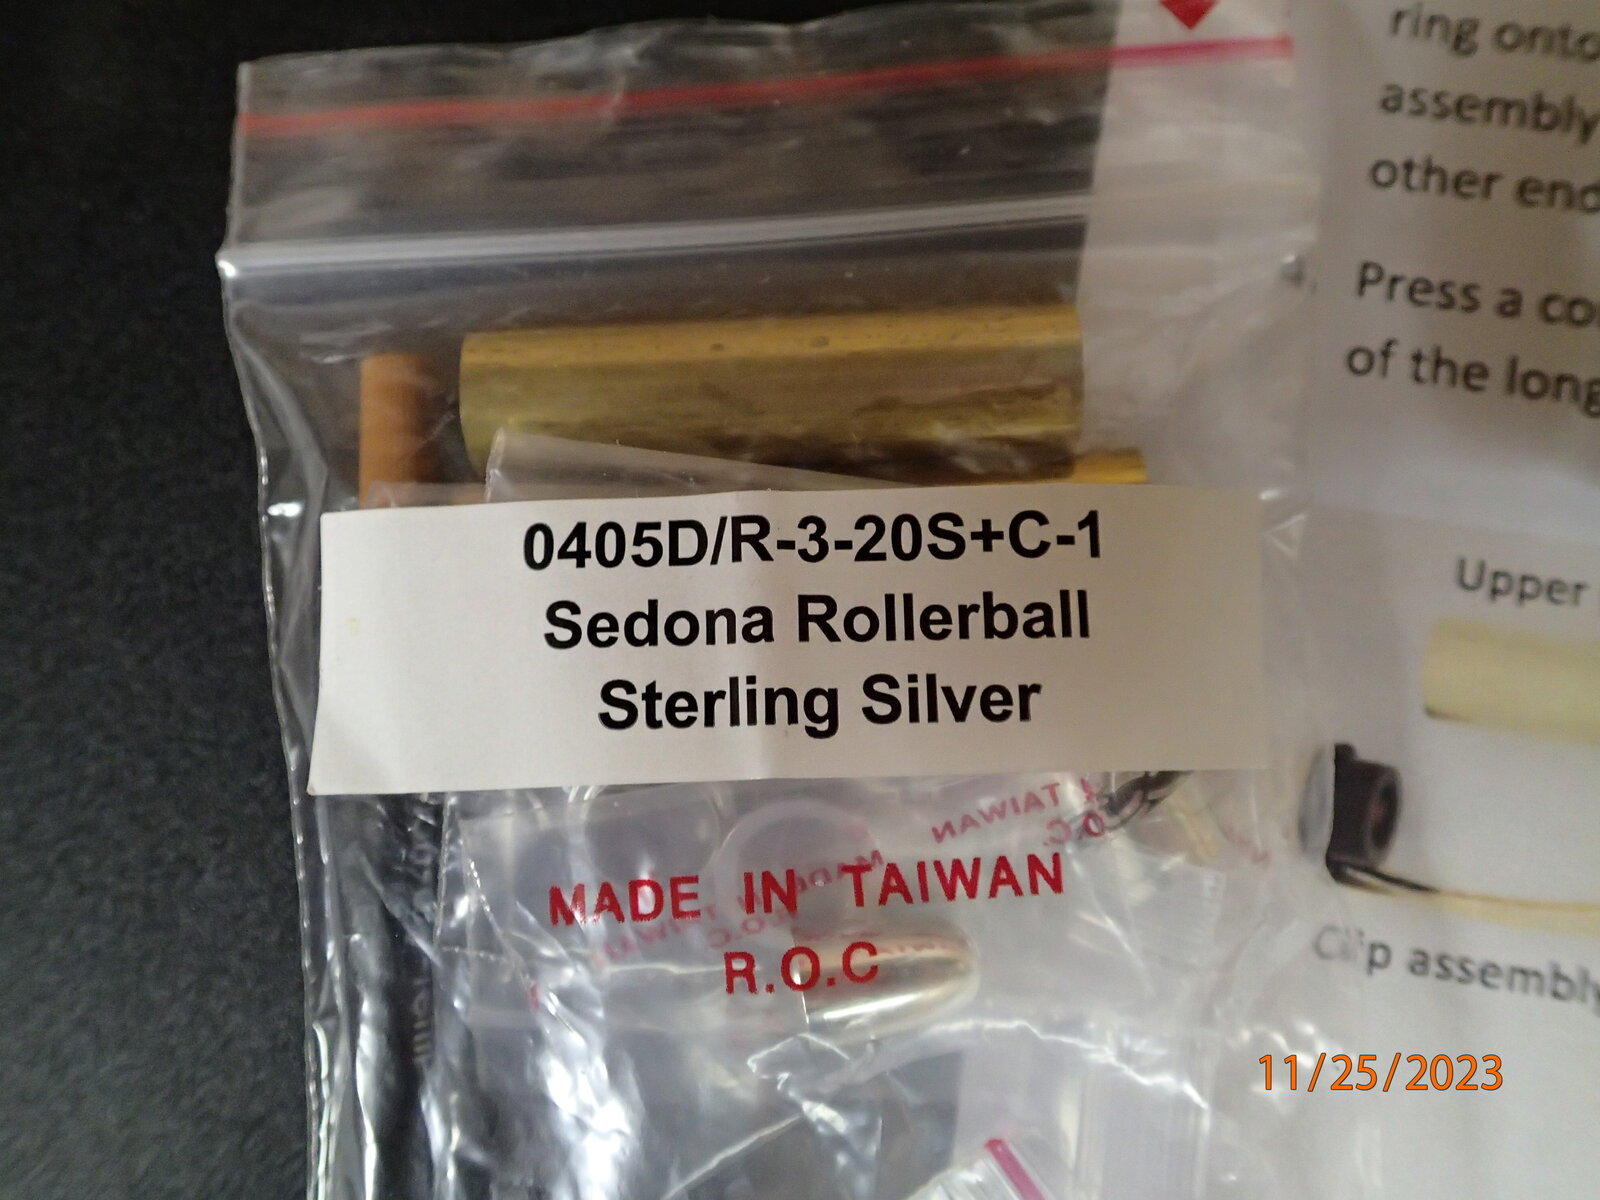 0405D/R-3-20S+C-1
Sedona Rollerball
Sterling Silver
MADE IN TAIWAN
R.O.C
TAIWAN
O.C.
ring onto
assembly
other end
Press a
of the long
Upper
Clip assembly
11/25/2023